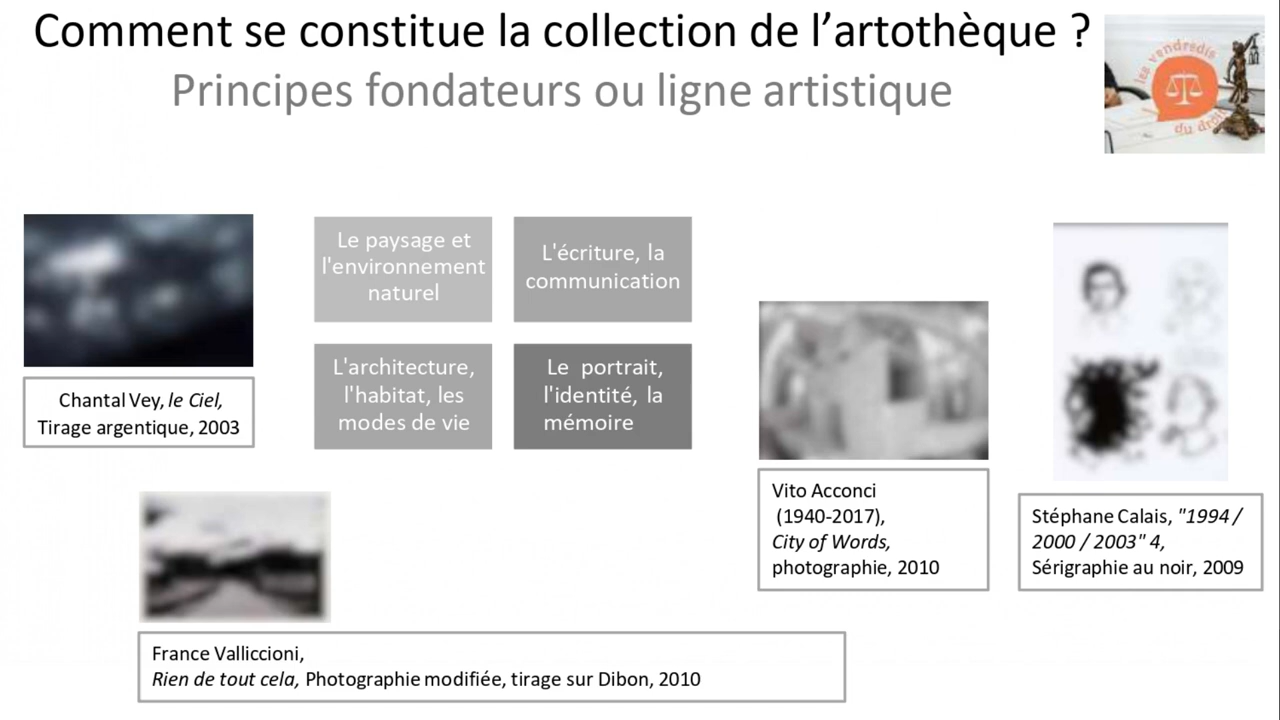 Comment se constitue la collection de l’artothèque ?
Principes fondateurs ou ligne artistique
les vendredis
du droit
Le paysage et
l'environnement
naturel
L'écriture, la
communication
L'architecture,
l'habitat, les
modes de vie
Le portrait,
l'identité, la
mémoire
Chantal Vey, le Ciel,
Tirage argentique, 2003
Vito Acconci
(1940-2017),
City of Words,
photographie, 2010
Stéphane Calais, "1994 /
2000 / 2003" 4,
Sérigraphie au noir, 2009
France Valliccioni,
Rien de tout cela, Photographie modifiée, tirage sur Dibon, 2010